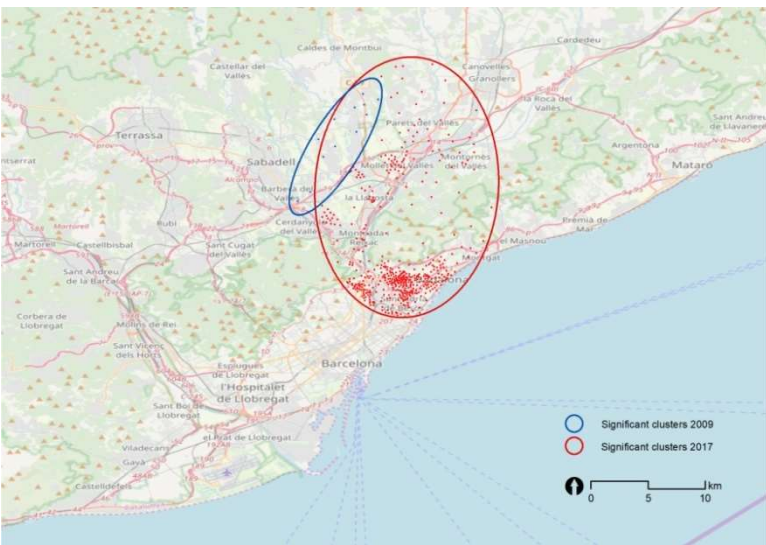 Cardedeu
Caldes de Montbui
Castellar del
Vallès
Canovelles
Granollers
la Roca del
Vallès
Sant Andreu
de Llavaneres
Parets del Vallès
Terrassa
Argentona
Sabadell
Mollet del Vallès
Montornès
del Vallès
Mataró
Barberà del
Vallès
la Llagosta
Martorell
Rubí
Cerdanyola
del Vallès
Montcada i
Reixac
Premià de
Mar
Martorell
Castellbisbal
Sant Cugat
del Vallès
el Masnou
Montgat
Sant Andreu
de la Barca
Corbera de
Llobregat
Molins de Rei
Sant Vicenç
dels Horts
Barcelona
Esplugues
de Llobregat
l'Hospitalet
de Llobregat
Sant Boi de
Llobregat
el Prat de Llobregat
Viladecans
Gavà
Castelldefels
Significant clusters 2009
Significant clusters 2017
km
0 5 10